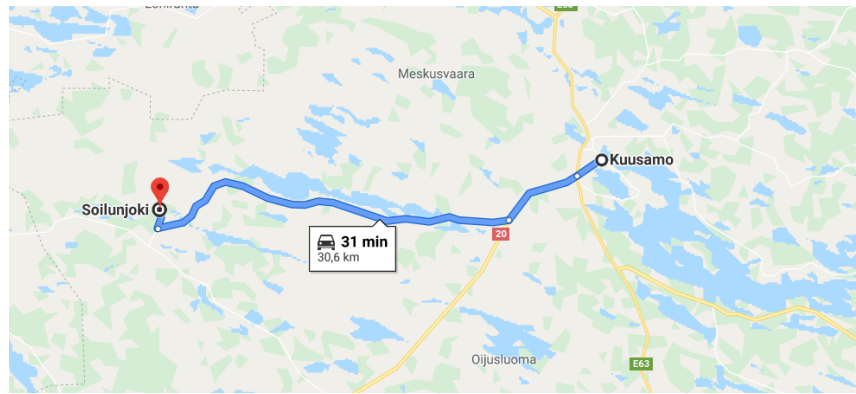 Meskusvaara
Kuusamo
Soilunjoki
20
31 min
30,6 km
Oijusluoma
E63